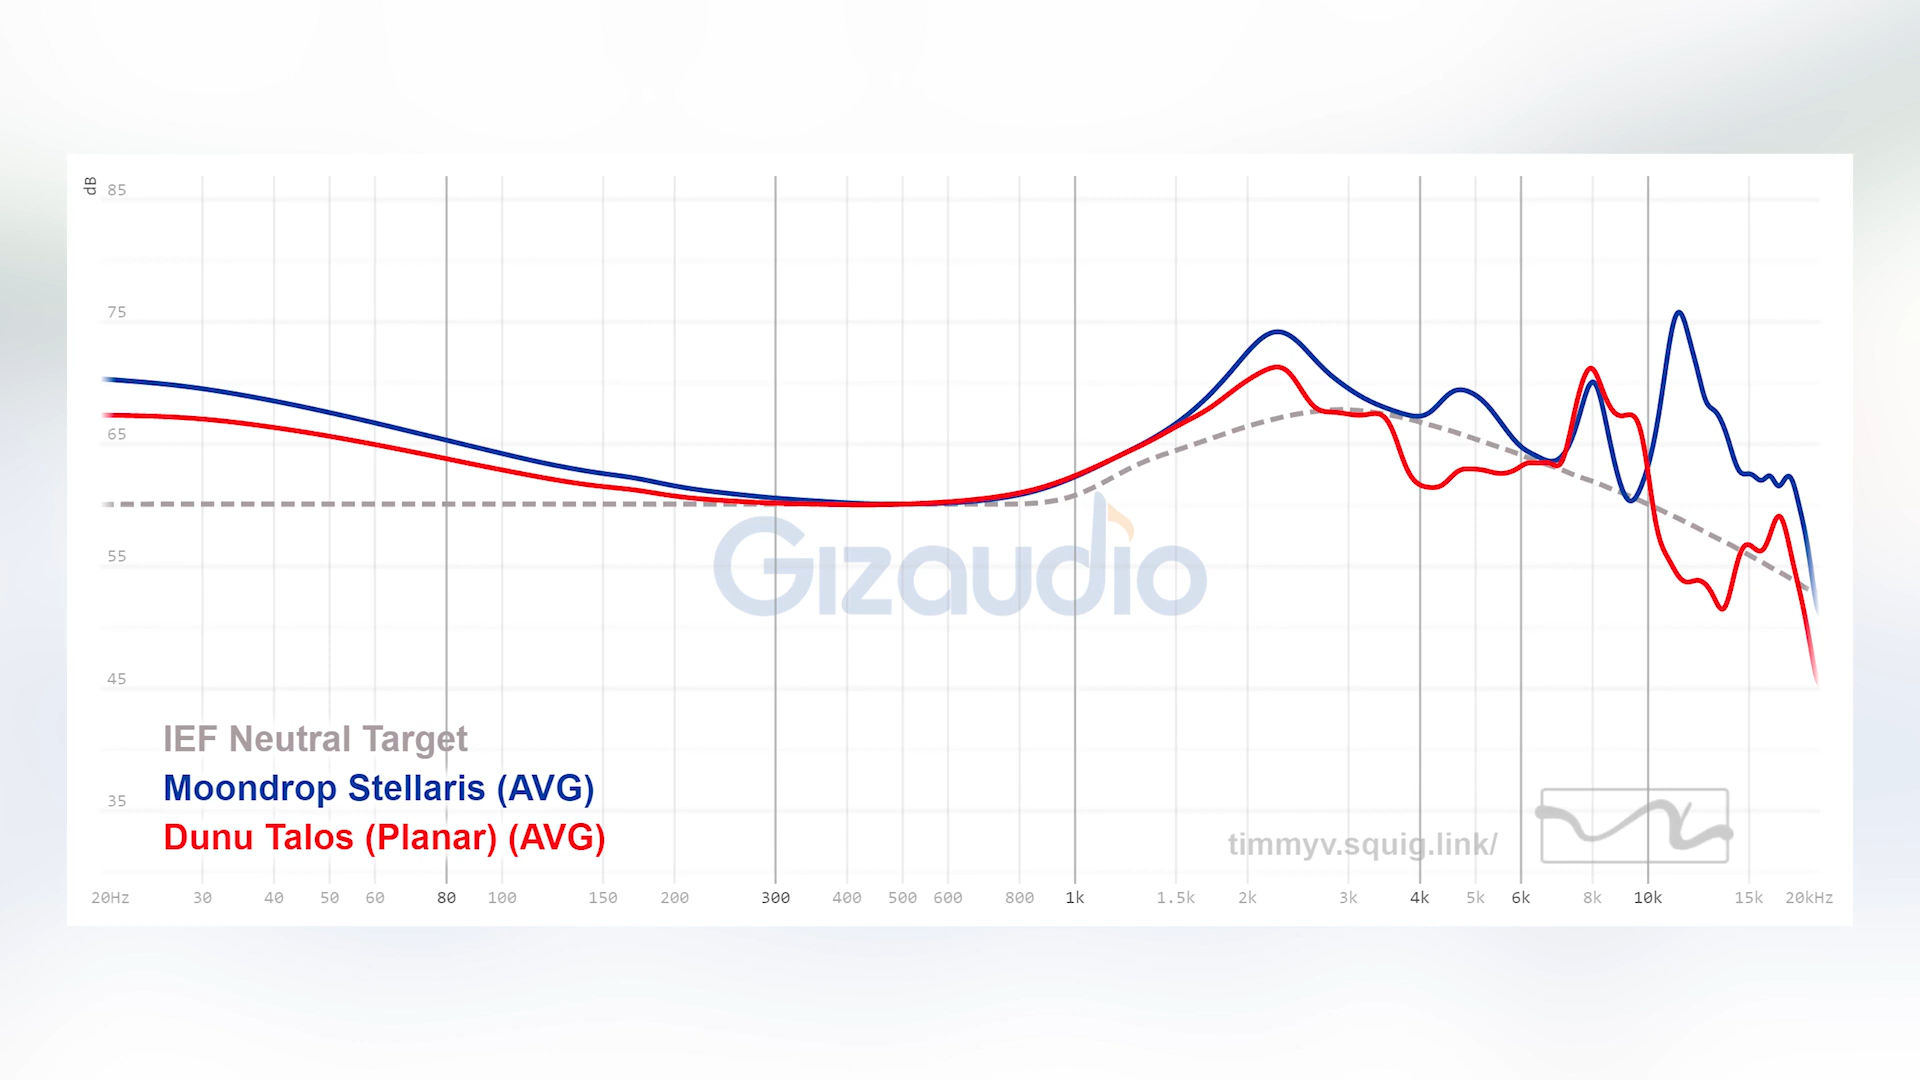 dB
85
75
65
55
45
35
Gizaudio
IEF Neutral Target
Moondrop Stellaris (AVG)
Dunu Talos (Planar) (AVG)
timmyv.squig.link/
20Hz 30 40 50 60 80 100 150 200 300 400 500 600 800 1k 1.5k 2k 3k 4k 5k 6k 8k 10k 15k 20kHz